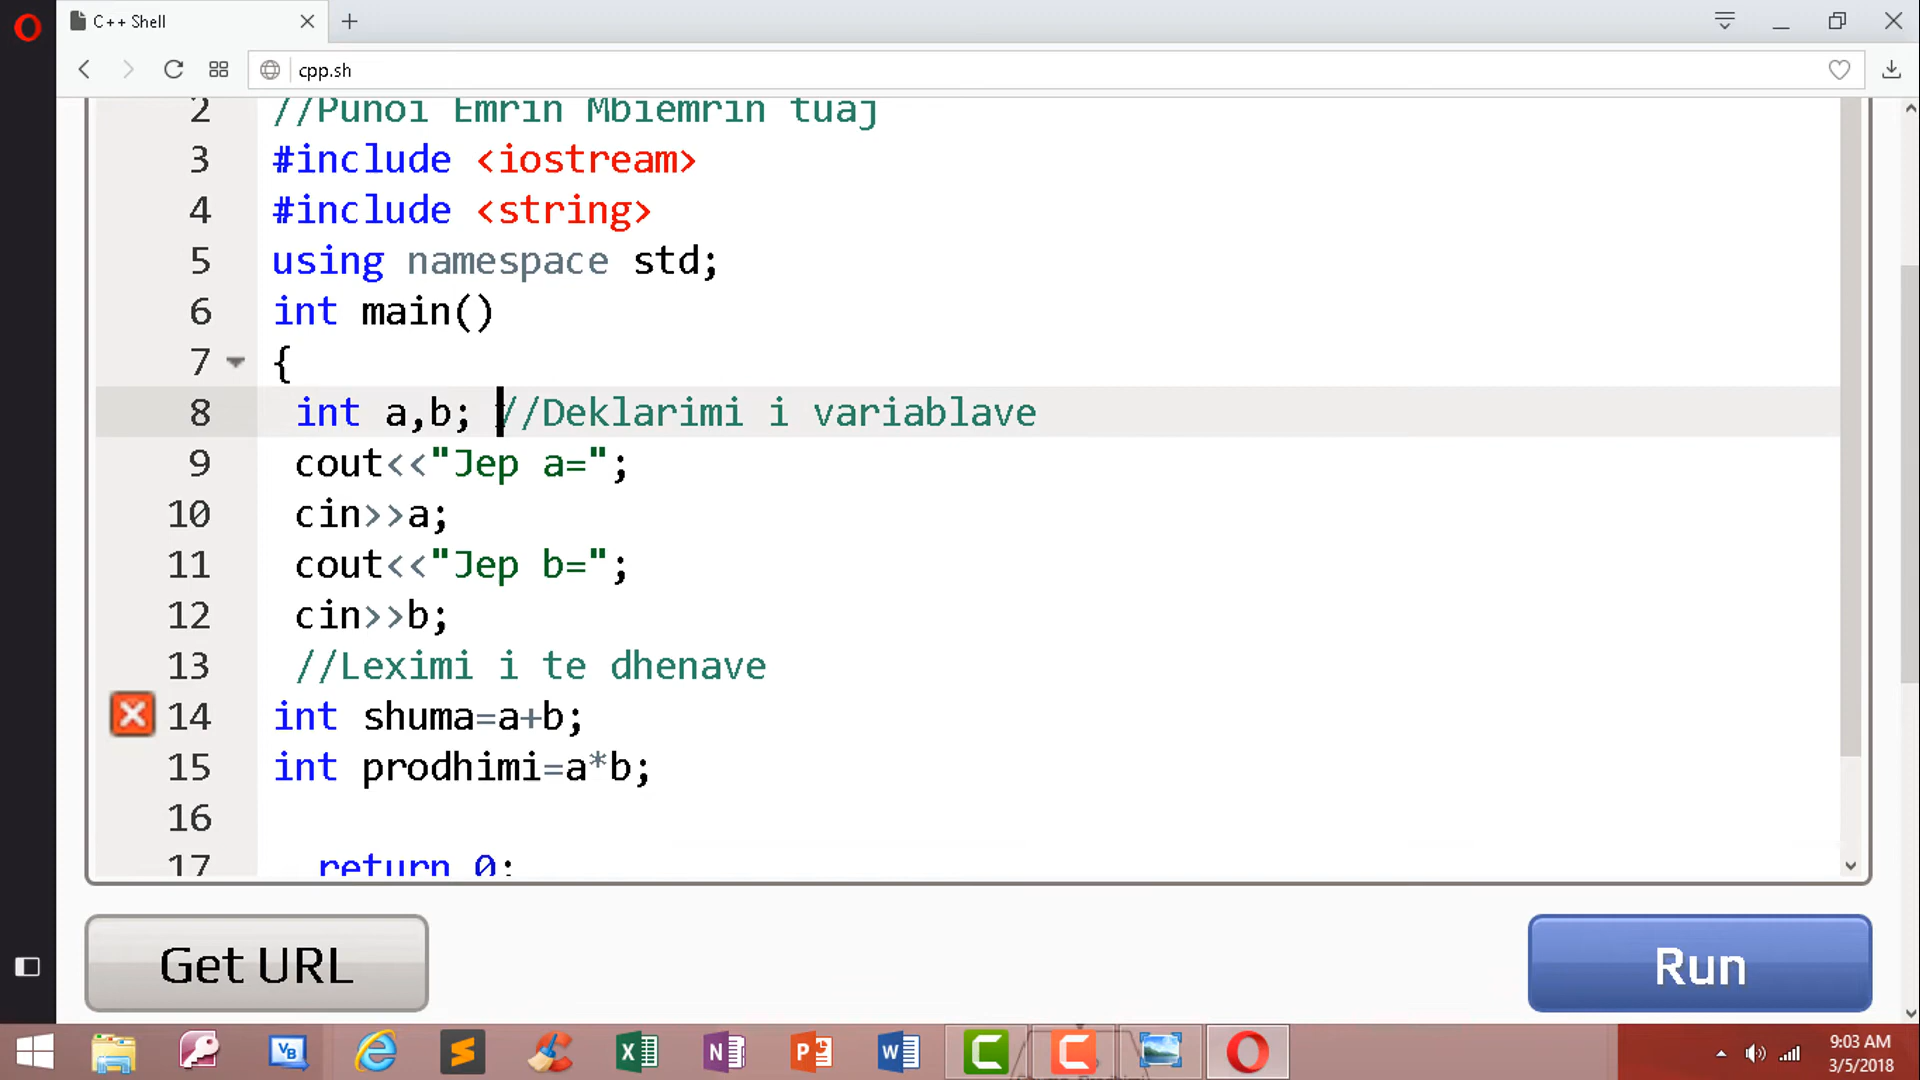 C++ Shell
cpp.sh
2 //Punoi Emrin Mbiemrin tuaj
3 #include <iostream>
4 #include <string>
5 using namespace std;
6 int main()
7 {
8 int a,b; //Deklarimi i variablave
9 cout<<"Jep a=";
10 cin>>a;
11 cout<<"Jep b=";
12 cin>>b;
13 //Leximi i te dhenave
14 int shuma=a+b;
15 int prodhimi=a*b;
16
17 return 0;
Get URL
Run
9:03 AM
3/5/2018